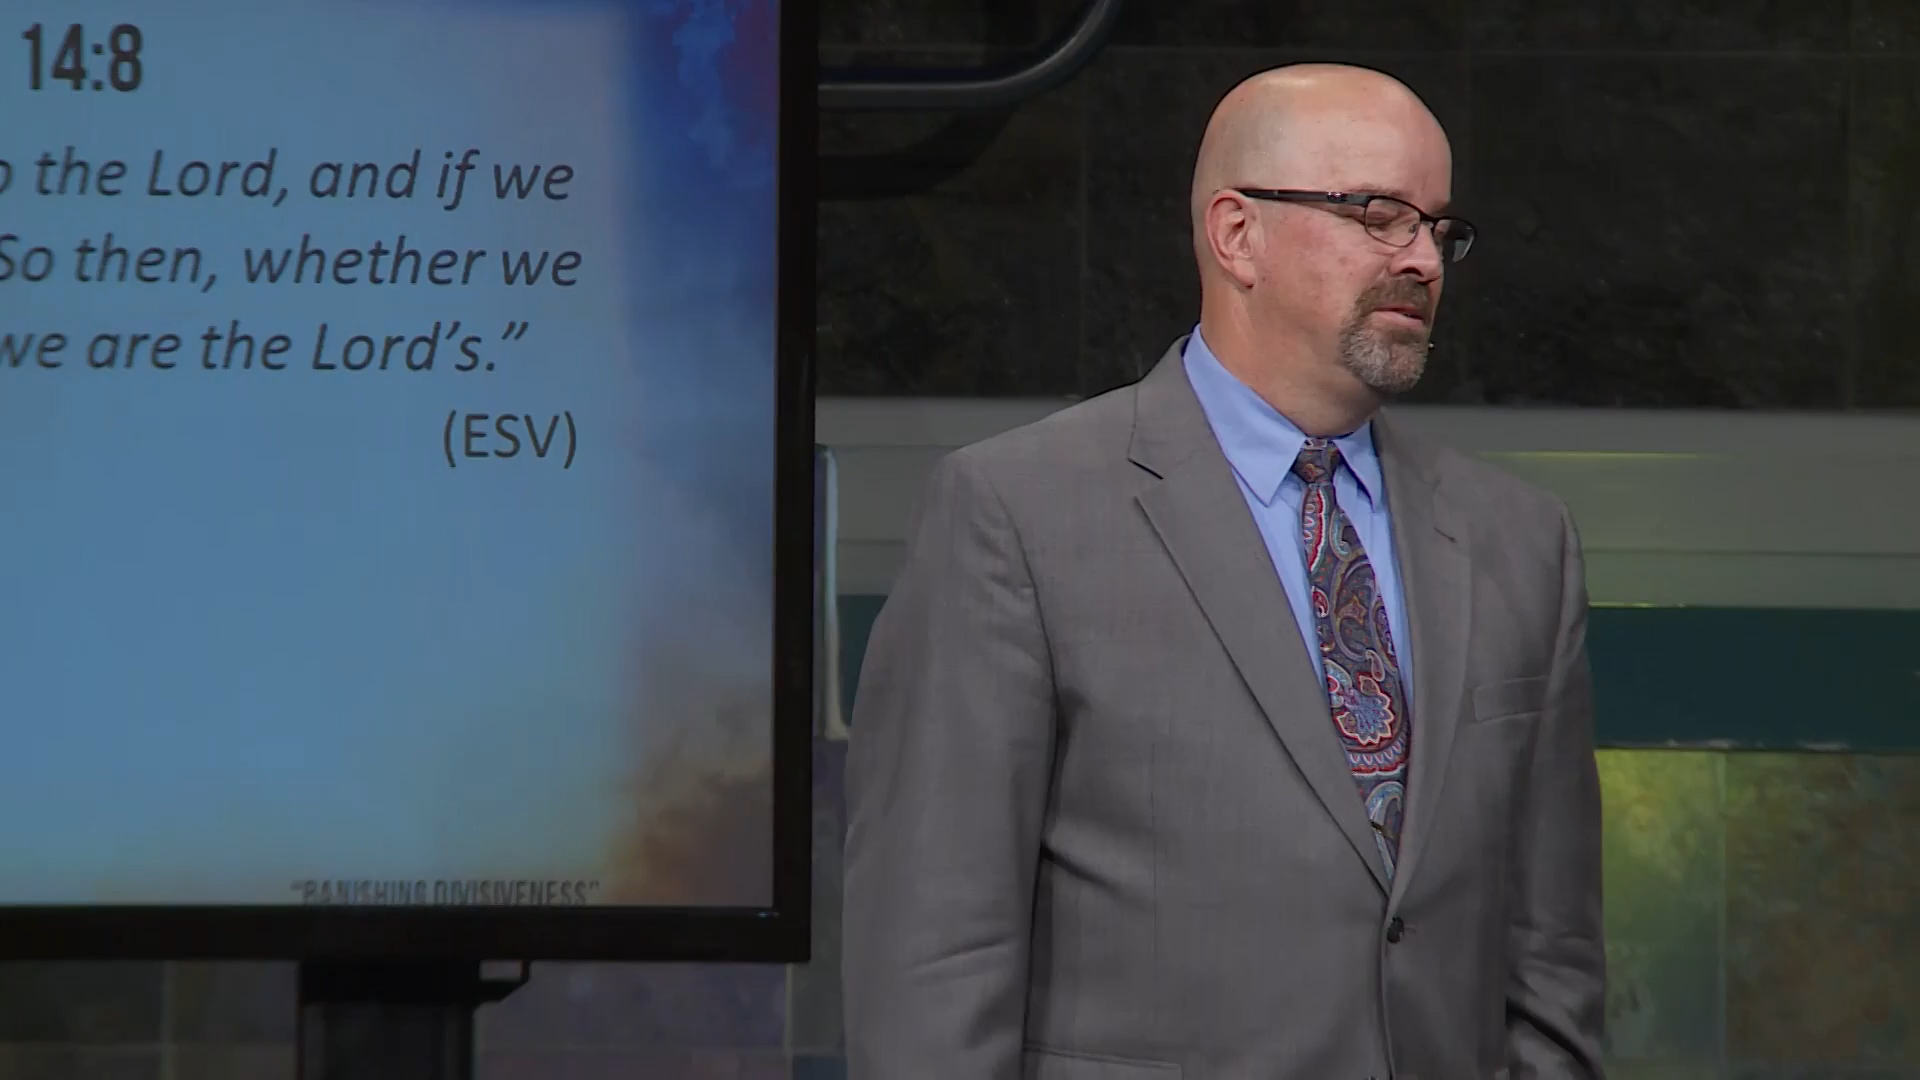 14:8
the Lord, and if we
So then, whether we
we are the Lord's."
(ESV)
"BANISHING DIVISIVENESS"